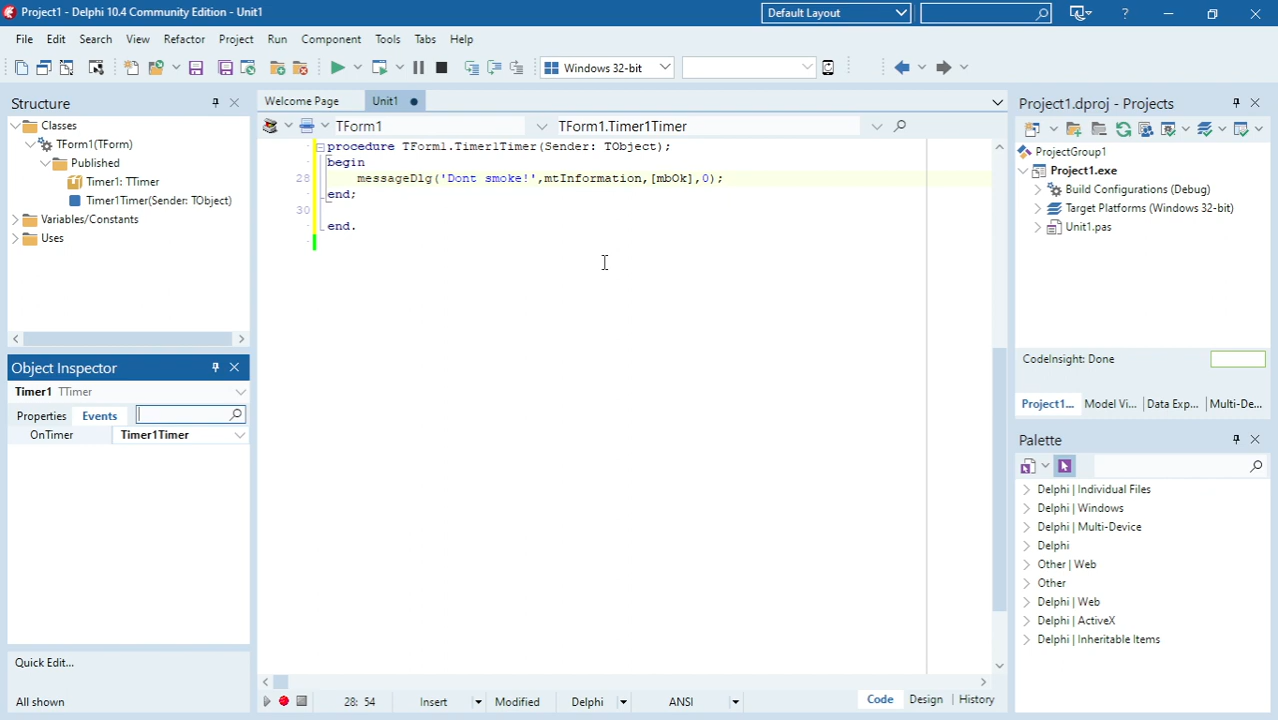 Project1 - Delphi 10.4 Community Edition - Unit1
Default Layout
?
File Edit Search View Refactor Project Run Component Tools Tabs Help
Windows 32-bit
Structure
Classes
TForm1(TForm)
Published
Timer1: TTimer
Timer1Timer(Sender: TObject)
Variables/Constants
Uses
Object Inspector
Timer1 TTimer
Properties Events
OnTimer Timer1Timer
Quick Edit...
All shown
Welcome Page Unit1
TForm1 TForm1.Timer1Timer
procedure TForm1.Timer1Timer(Sender: TObject);
begin
28 messageDlg('Dont smoke!',mtInformation,[mbOk],0);
end;
30
end.
28: 54 Insert Modified Delphi ANSI Code Design History
Project1.dproj - Projects
ProjectGroup1
Project1.exe
Build Configurations (Debug)
Target Platforms (Windows 32-bit)
Unit1.pas
CodeInsight: Done
Project1... Model Vi... Data Exp... Multi-De...
Palette
Delphi | Individual Files
Delphi | Windows
Delphi | Multi-Device
Delphi
Other | Web
Other
Delphi | Web
Delphi | ActiveX
Delphi | Inheritable Items